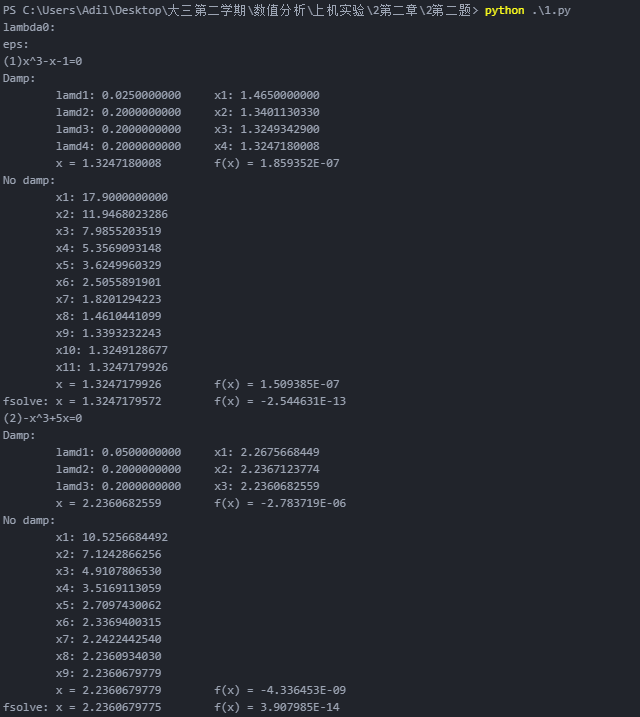 PS C:\Users\Adil\Desktop\大三第二学期\数值分析\上机实验\2第二章\2第二题> python .\1.py
lambda0:
eps:
(1)x^3-x-1=0
Damp:
lamd1: 0.0250000000 x1: 1.4650000000
lamd2: 0.2000000000 x2: 1.3401130330
lamd3: 0.2000000000 x3: 1.3249342900
lamd4: 0.2000000000 x4: 1.3247180008
x = 1.3247180008 f(x) = 1.859352E-07
No damp:
x1: 17.9000000000
x2: 11.9468023286
x3: 7.9855203519
x4: 5.3569093148
x5: 3.6249960329
x6: 2.5055891901
x7: 1.8201294223
x8: 1.4610441099
x9: 1.3393232243
x10: 1.3249128677
x11: 1.3247179926
x = 1.3247179926 f(x) = 1.509385E-07
fsolve: x = 1.3247179572 f(x) = -2.544631E-13
(2)-x^3+5x=0
Damp:
lamd1: 0.0500000000 x1: 2.2675668449
lamd2: 0.2000000000 x2: 2.2367123774
lamd3: 0.2000000000 x3: 2.2360682559
x = 2.2360682559 f(x) = -2.783719E-06
No damp:
x1: 10.5256684492
x2: 7.1242866256
x3: 4.9107806530
x4: 3.5169113059
x5: 2.7097430062
x6: 2.3369400315
x7: 2.2422442540
x8: 2.2360934030
x9: 2.2360679779
x = 2.2360679779 f(x) = -4.336453E-09
fsolve: x = 2.2360679775 f(x) = 3.907985E-14